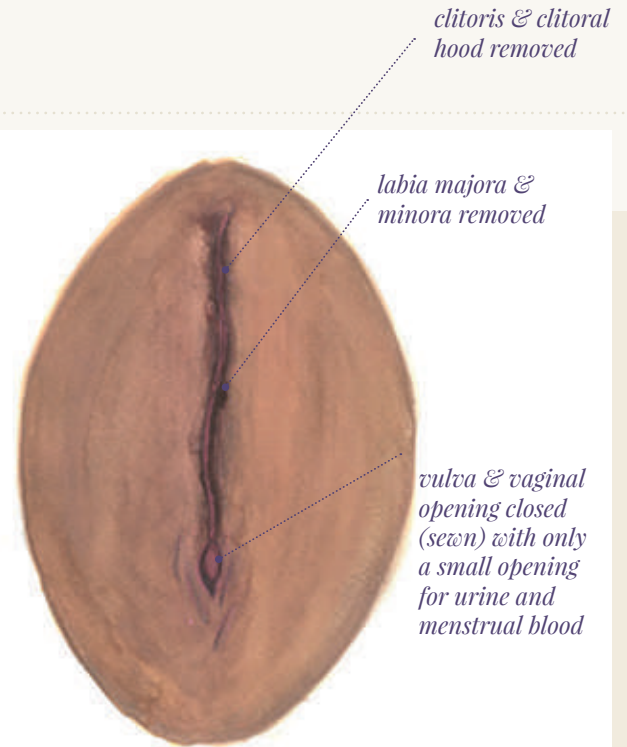 clitoris & clitoral
hood removed
labia majora &
minora removed
vulva & vaginal
opening closed
(sewn) with only
a small opening
for urine and
menstrual blood